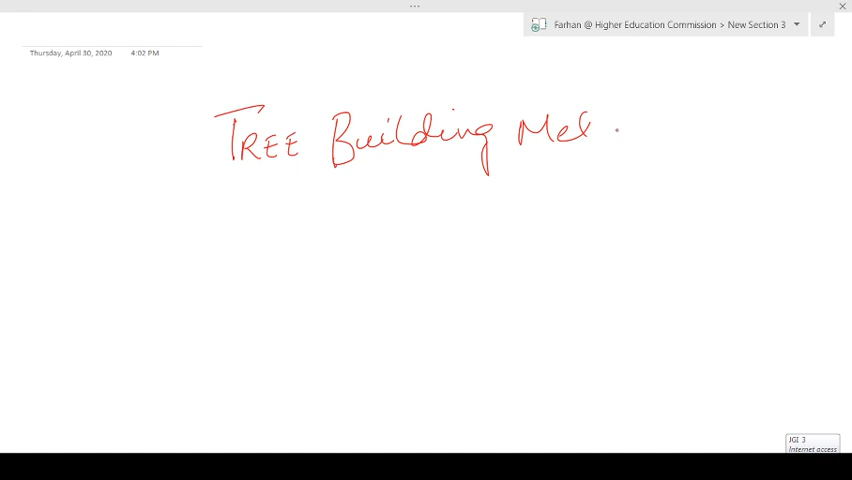 Farhan @ Higher Education Commission > New Section 3
Thursday, April 30, 2020 4:02 PM
TREE Building Met
JGI 3
Internet access